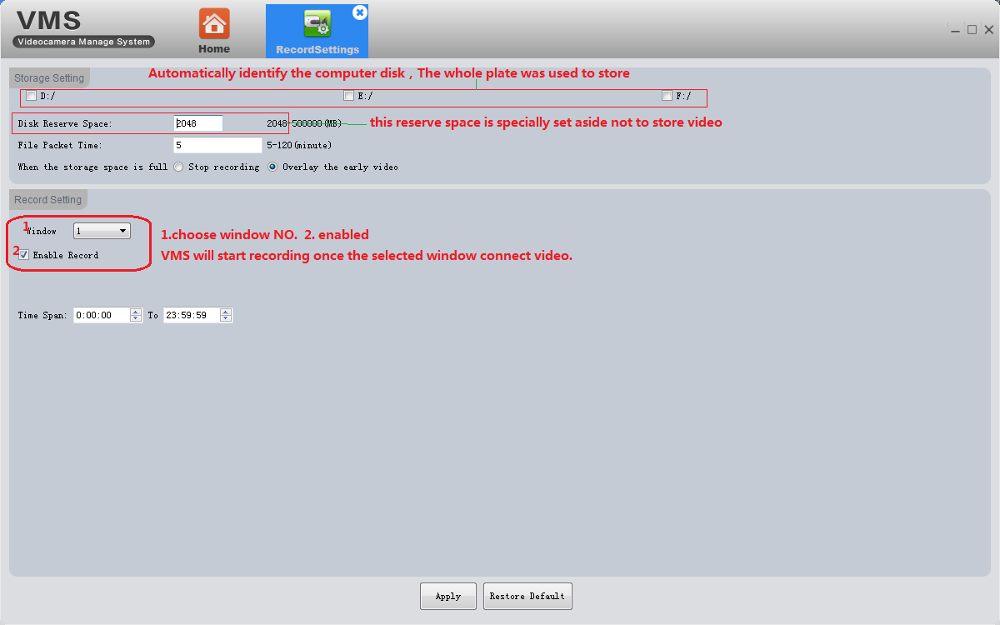 VMS
Videocamera Manage System
Home
RecordSettings
Storage Setting
Automatically identify the computer disk , The whole plate was used to store
D:/
E:/
F:/
Disk Reserve Space: 2048 2048-500000(MB)
this reserve space is specially set aside not to store video
File Packet Time: 5 5-120(minute)
When the storage space is full Stop recording Overlay the early video
Record Setting
1 Window 1
1.choose window NO. 2. enabled
2 Enable Record
VMS will start recording once the selected window connect video.
Time Span: 0:00:00 To 23:59:59
Apply
Restore Default